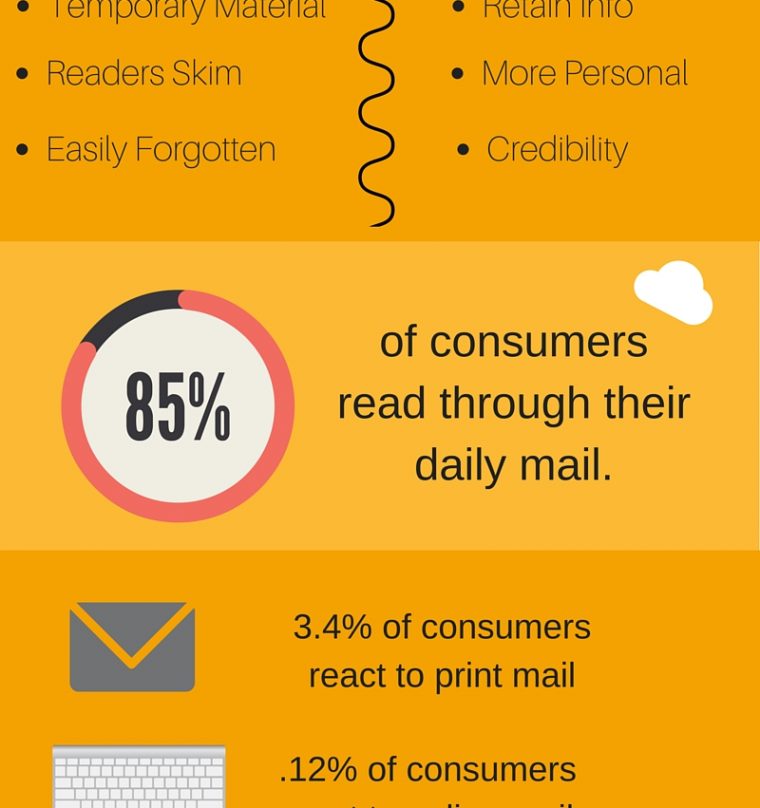 Temporary Material
Retain Info
Readers Skim
More Personal
Easily Forgotten
Credibility
85%
of consumers
read through their
daily mail.
3.4% of consumers
react to print mail
.12% of consumers